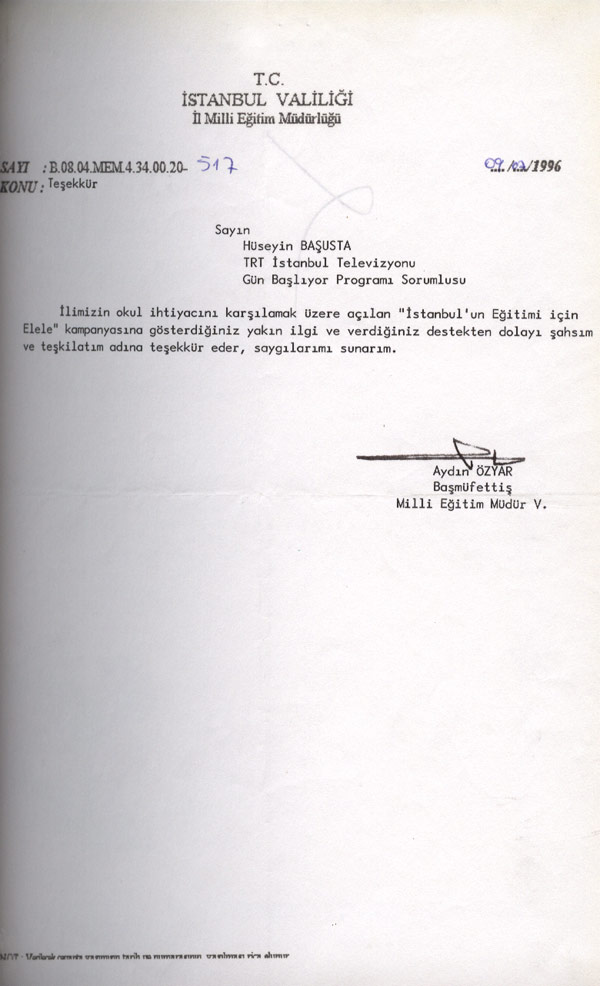 T.C.
İSTANBUL VALİLİĞİ
İl Milli Eğitim Müdürlüğü
SAYI : B.08.04.MEM.4.34.00.20- 517
09/02/1996
KONU : Teşekkür
Sayın
Hüseyin BAŞUSTA
TRT İstanbul Televizyonu
Gün Başlıyor Programı Sorumlusu
İlimizin okul ihtiyacını karşılamak üzere açılan "İstanbul'un Eğitimi için
Elele" kampanyasına gösterdiğiniz yakın ilgi ve verdiğiniz destekten dolayı şahsım
ve teşkilatım adına teşekkür eder, saygılarımı sunarım.
Aydın ÖZYAR
Başmüfettiş
Milli Eğitim Müdür V.